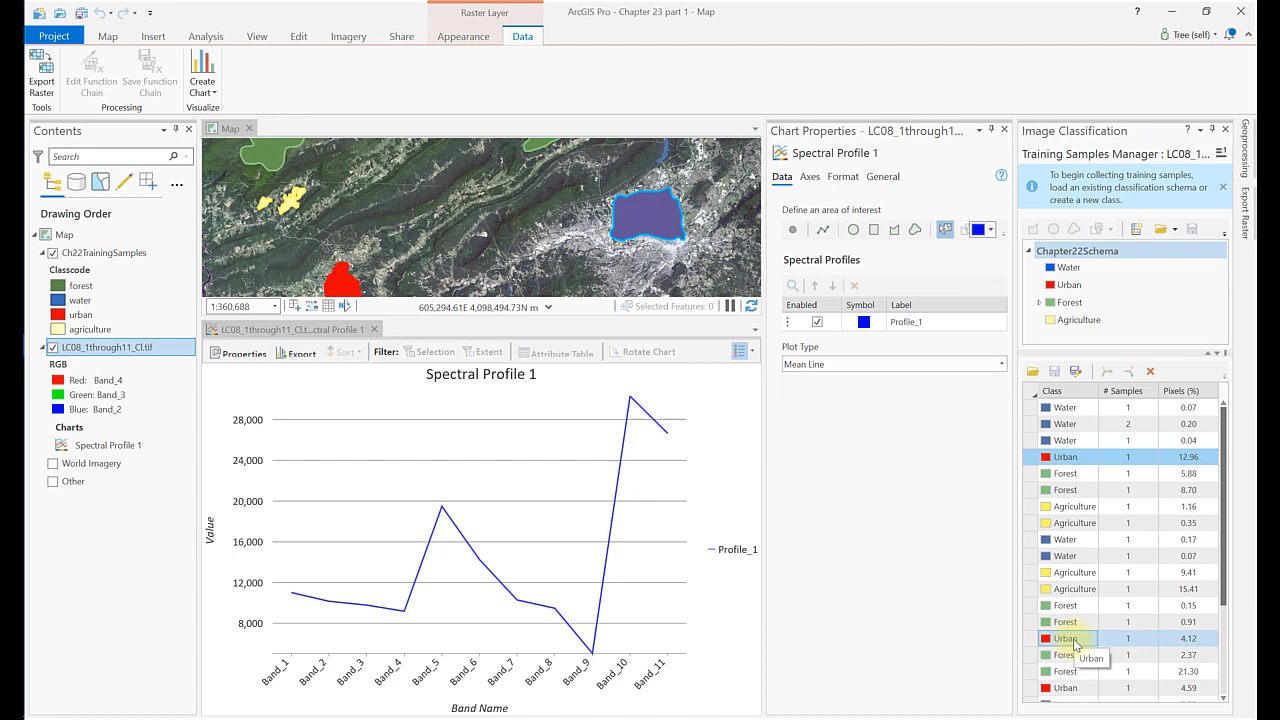 Raster Layer
ArcGIS Pro - Chapter 23 part 1 - Map
?
Project
Map
Insert
Analysis
View
Edit
Imagery
Share
Appearance
Data
Tree (self)
Export
Raster
Edit Function
Chain
Save Function
Chain
Create
Chart
Tools
Processing
Visualize
Contents
Search
Drawing Order
Map
Ch22TrainingSamples
Classcode
forest
water
urban
agriculture
LC08_1through11_Cl.tif
RGB
Red: Band_4
Green: Band_3
Blue: Band_2
Charts
Spectral Profile 1
World Imagery
Other
Map
1:360,688
605,294.61E 4,098,494.73N m
Selected Features: 0
LC08_1through11_Cl.t...ctral Profile 1
Properties
Export
Sort
Filter:
Selection
Extent
Attribute Table
Rotate Chart
Spectral Profile 1
28,000
24,000
20,000
16,000
12,000
8,000
Value
Profile_1
Band_1
Band_2
Band_3
Band_4
Band_5
Band_6
Band_7
Band_8
Band_9
Band_10
Band_11
Band Name
Chart Properties - LC08_1through1...
Spectral Profile 1
Data
Axes
Format
General
Define an area of interest
Spectral Profiles
Enabled
Symbol
Label
Profile_1
Plot Type
Mean Line
Image Classification
?
Training Samples Manager : LC08_1...
To begin collecting training samples,
load an existing classification schema or
create a new class.
Chapter22Schema
Water
Urban
Forest
Agriculture
Class # Samples Pixels (%)
Water 1 0.07
Water 2 0.20
Water 1 0.04
Urban 1 12.96
Forest 1 5.88
Forest 1 8.70
Agriculture 1 1.16
Agriculture 1 0.35
Water 1 0.17
Water 1 0.07
Agriculture 1 9.41
Agriculture 1 15.41
Forest 1 0.15
Forest 1 0.91
Urban 1 4.12
Fores 1 2.37
Urban
Forest 1 21.30
Urban 1 4.59
Geoprocessing
Export Raster